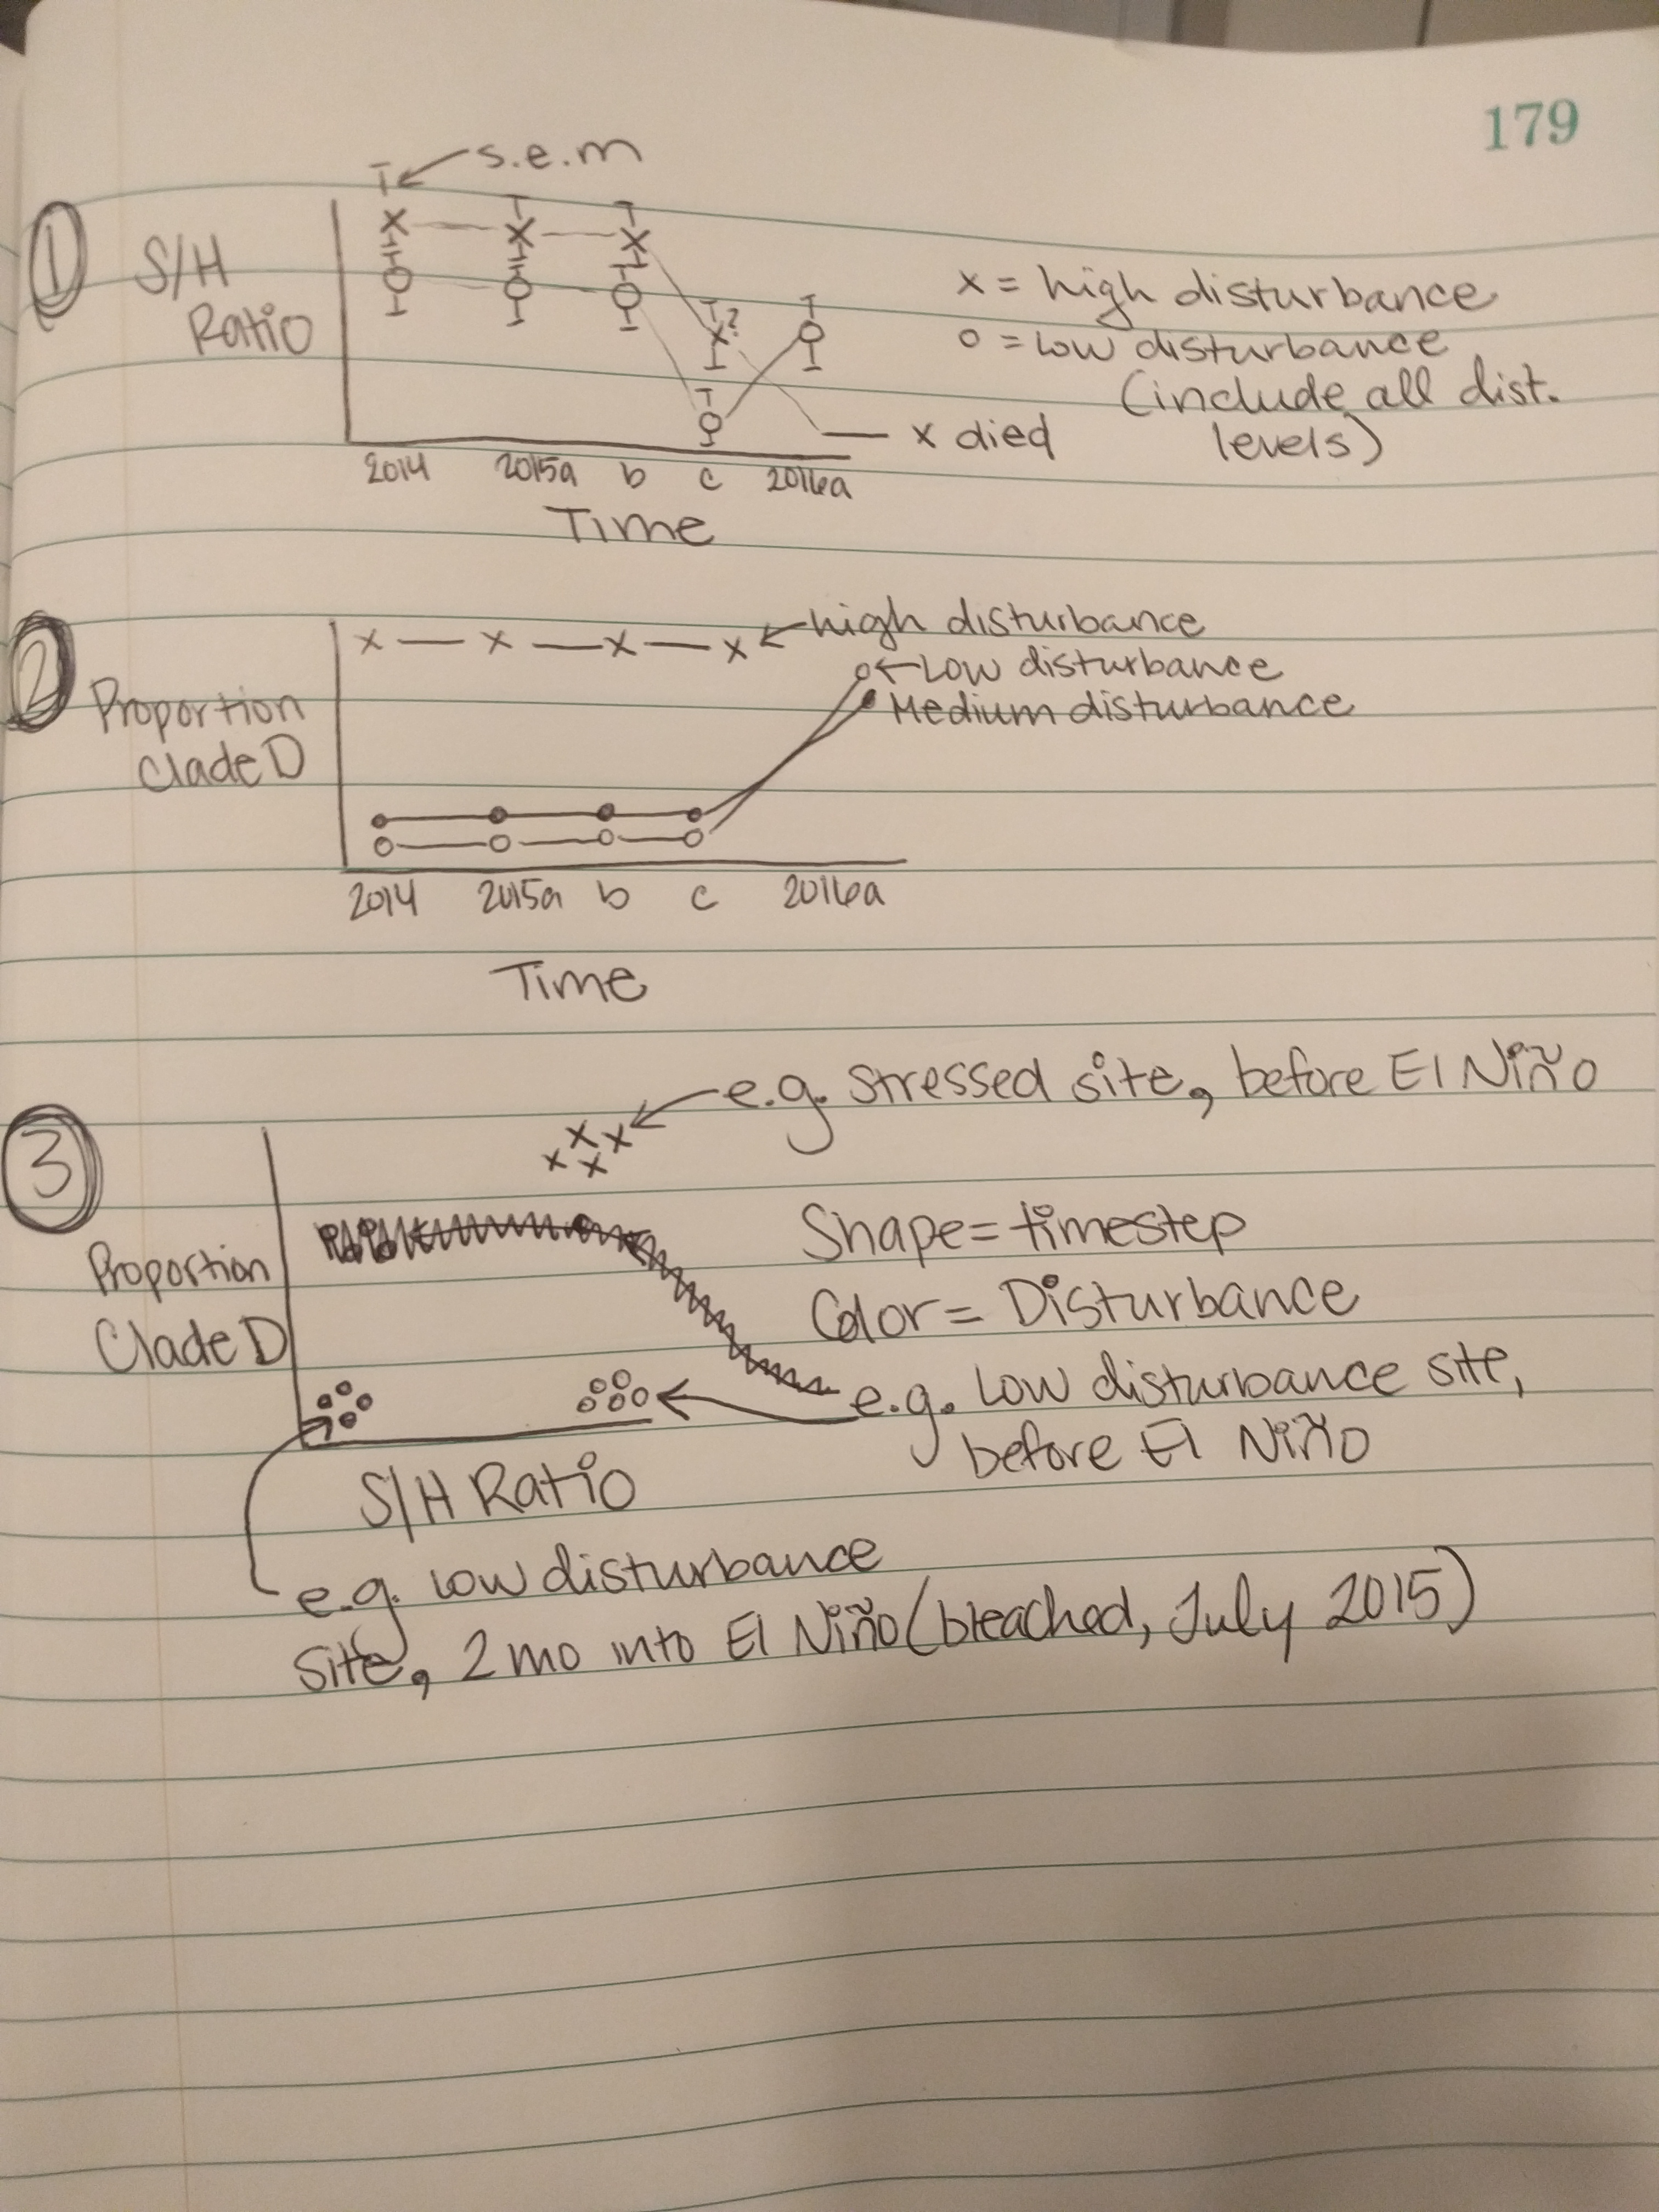 179
s.e.m
① S/H
Ratio
x = high disturbance
o = low disturbance
(include all dist.
levels)
?
x died
2014 2015a b c 2016a
Time
② Proportion
Clade D
high disturbance
Low disturbance
Medium disturbance
2014 2015a b c 2016a
Time
③ Proportion
Clade D
e.g. stressed site, before El Niño
Shape = timestep
Color = Disturbance
e.g. low disturbance site,
before El Niño
S/H Ratio
e.g. low disturbance
site, 2 mo into El Niño (bleached, July 2015)